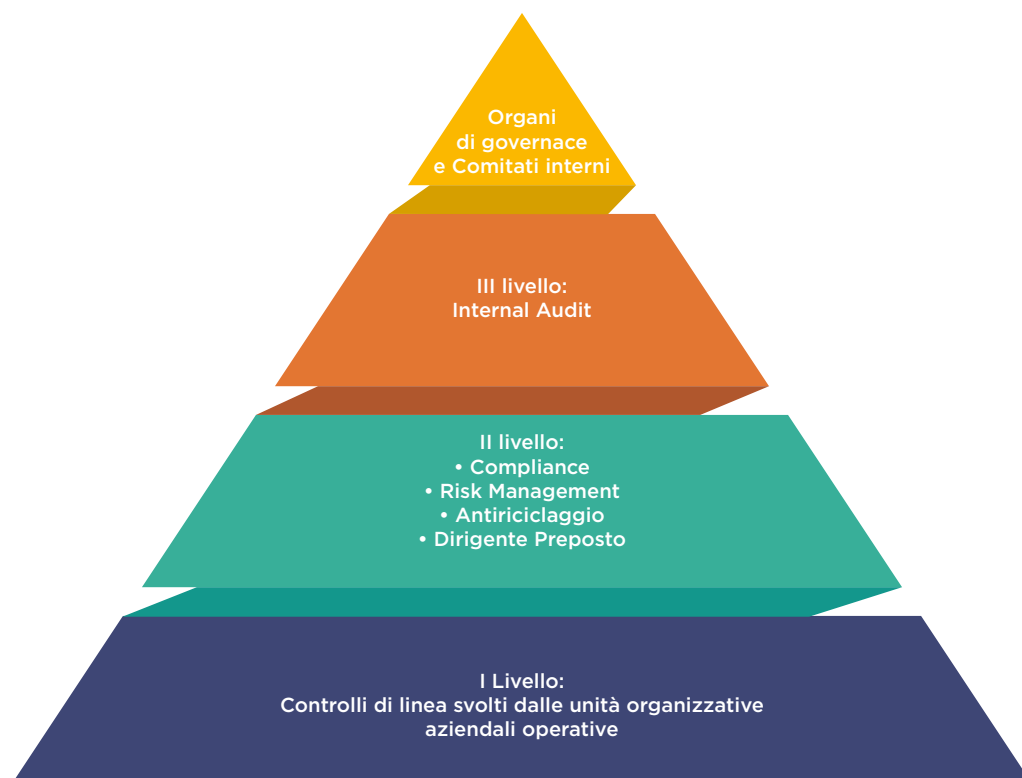 Organi
di governace
e Comitati interni
III livello:
Internal Audit
II livello:
• Compliance
• Risk Management
• Antiriciclaggio
• Dirigente Preposto
I Livello:
Controlli di linea svolti dalle unità organizzative
aziendali operative